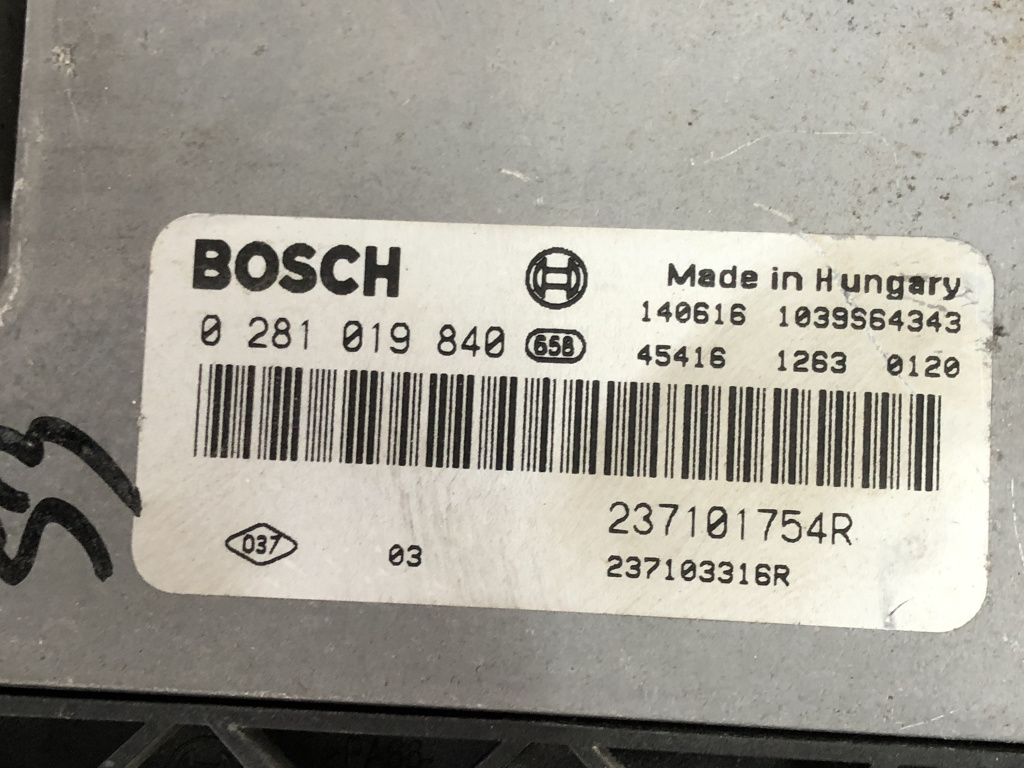 BOSCH
Made in Hungary
140616 1039S64343
0 281 019 840 658
45416 1263 0120
237101754R
037 03
237103316R